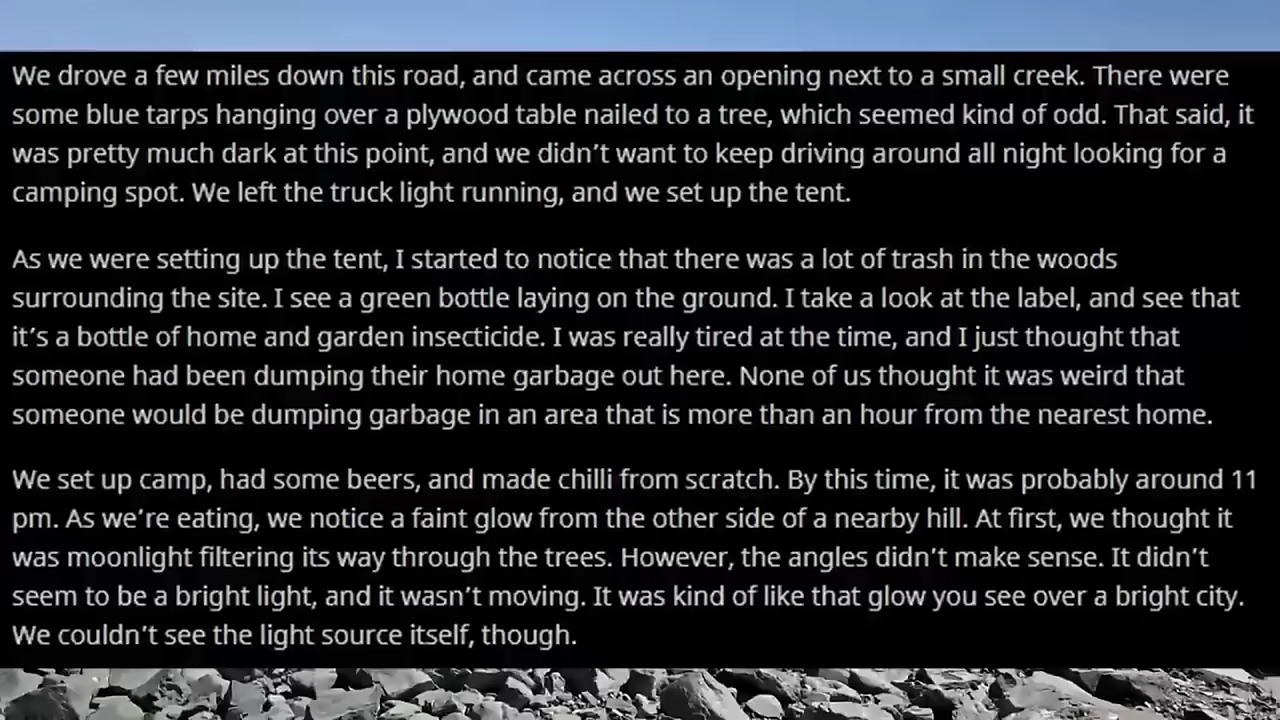 We drove a few miles down this road, and came across an opening next to a small creek. There were
some blue tarps hanging over a plywood table nailed to a tree, which seemed kind of odd. That said, it
was pretty much dark at this point, and we didn’t want to keep driving around all night looking for a
camping spot. We left the truck light running, and we set up the tent.
As we were setting up the tent, I started to notice that there was a lot of trash in the woods
surrounding the site. I see a green bottle laying on the ground. I take a look at the label, and see that
it’s a bottle of home and garden insecticide. I was really tired at the time, and I just thought that
someone had been dumping their home garbage out here. None of us thought it was weird that
someone would be dumping garbage in an area that is more than an hour from the nearest home.
We set up camp, had some beers, and made chilli from scratch. By this time, it was probably around 11
pm. As we’re eating, we notice a faint glow from the other side of a nearby hill. At first, we thought it
was moonlight filtering its way through the trees. However, the angles didn’t make sense. It didn’t
seem to be a bright light, and it wasn’t moving. It was kind of like that glow you see over a bright city.
We couldn’t see the light source itself, though.